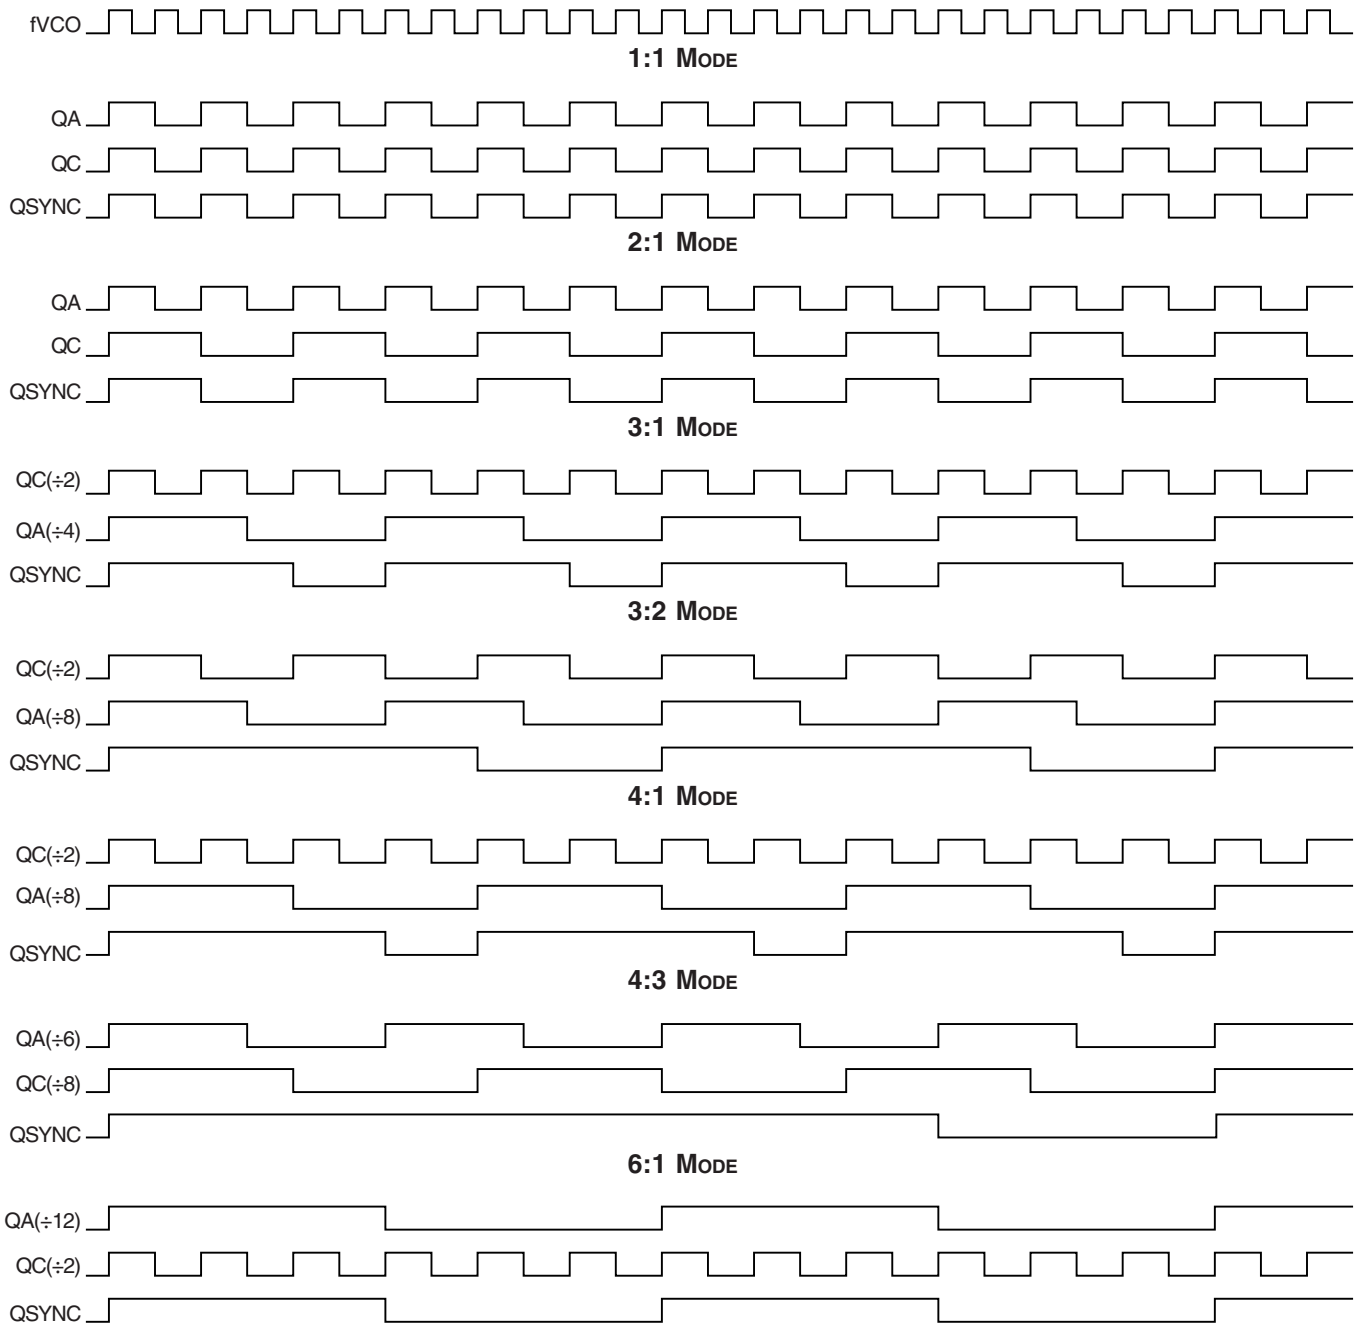 fVCO
1:1 MODE
QA
QC
QSYNC
2:1 MODE
QA
QC
QSYNC
3:1 MODE
QC(÷2)
QA(÷4)
QSYNC
3:2 MODE
QC(÷2)
QA(÷8)
QSYNC
4:1 MODE
QC(÷2)
QA(÷8)
QSYNC
4:3 MODE
QA(÷6)
QC(÷8)
QSYNC
6:1 MODE
QA(÷12)
QC(÷2)
QSYNC